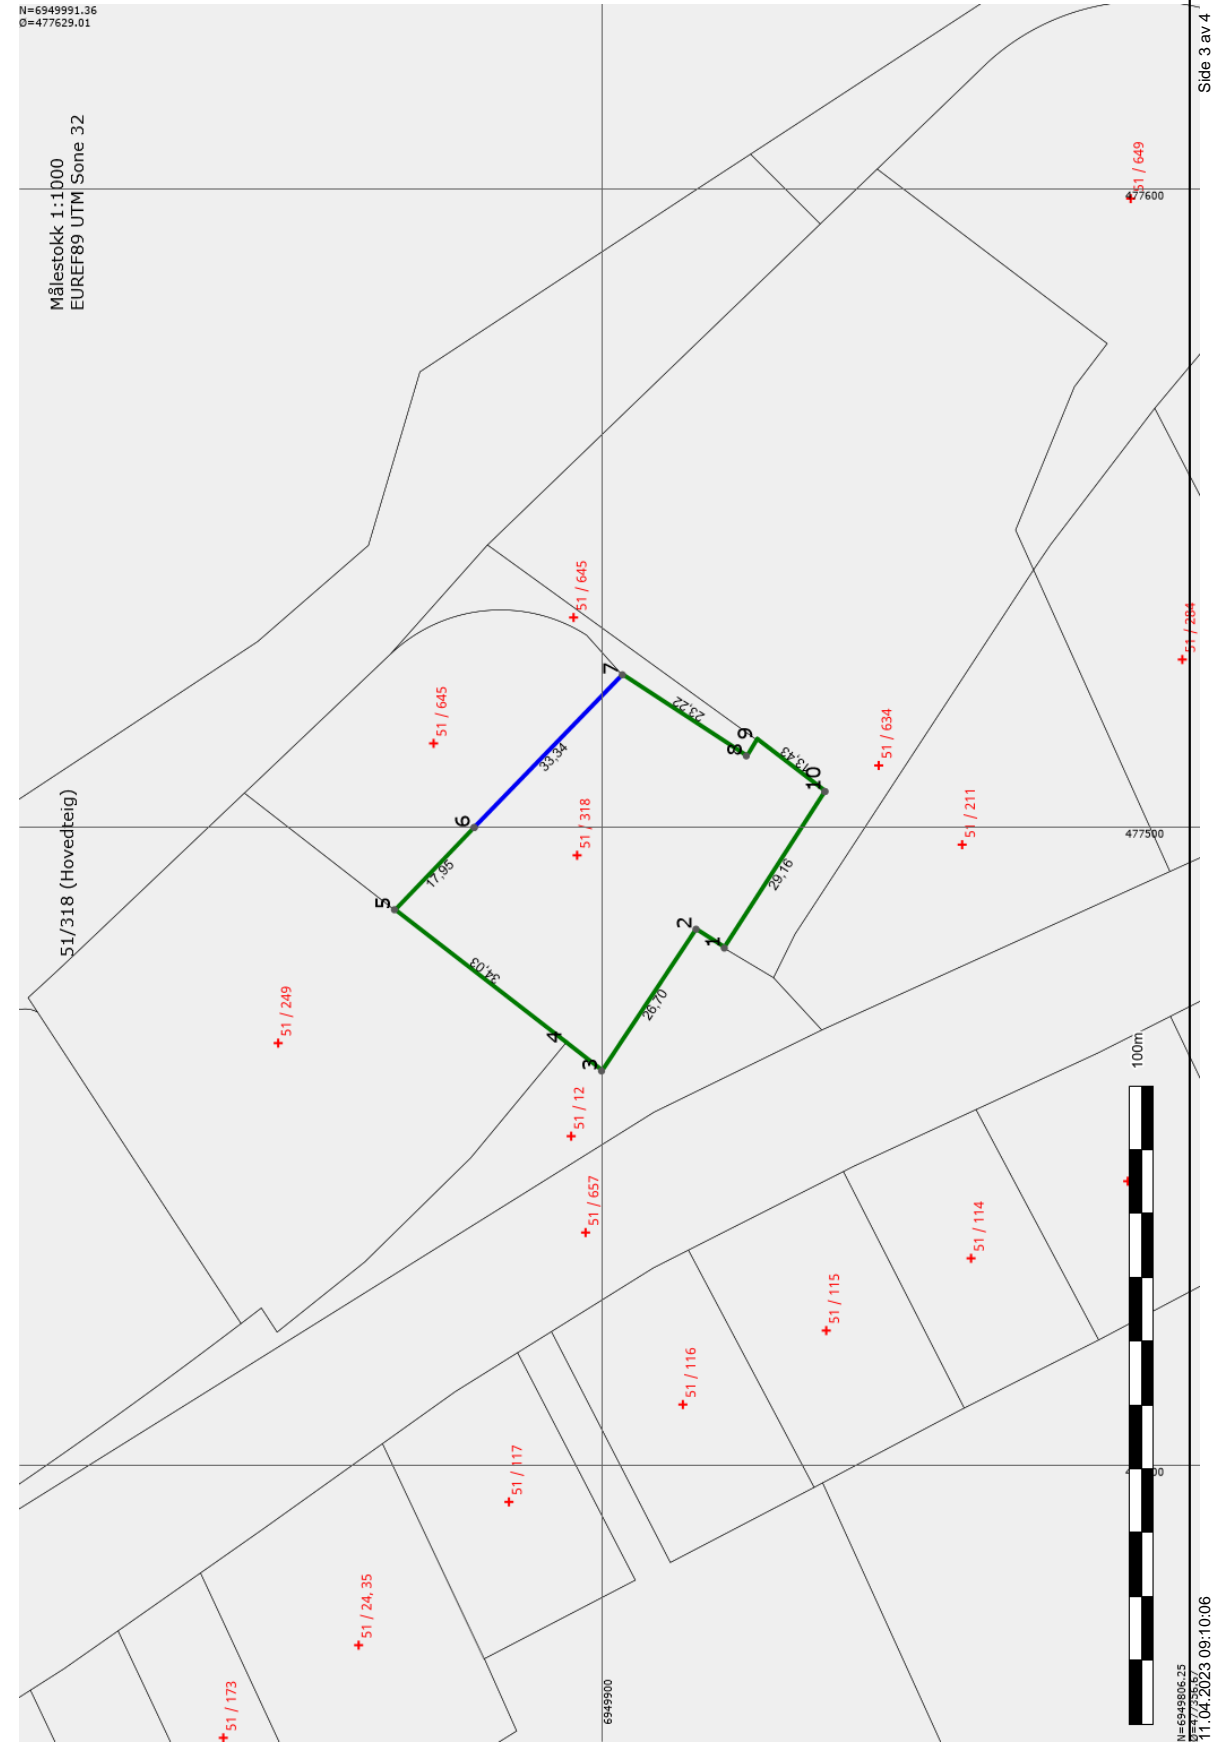 N=6949991.36
Ø=477629.01
Side 3 av 4
Målestokk 1:1000
EUREF89 UTM Sone 32
51 / 649
477600
51 / 645
51 / 284
7
23,22
51 / 645
33,34
9
8
13,43
10
51 / 634
51/318 (Hovedteig)
6
51 / 318
51 / 211
477500
17,95
29,16
5
2
1
34,03
26,70
51 / 249
4
3
51 / 12
100m
51 / 657
51 / 114
51 / 115
51 / 116
51 / 117
51 / 24, 35
51 / 173
6949900
N=6949806.25
11.04.2023 09:10:06